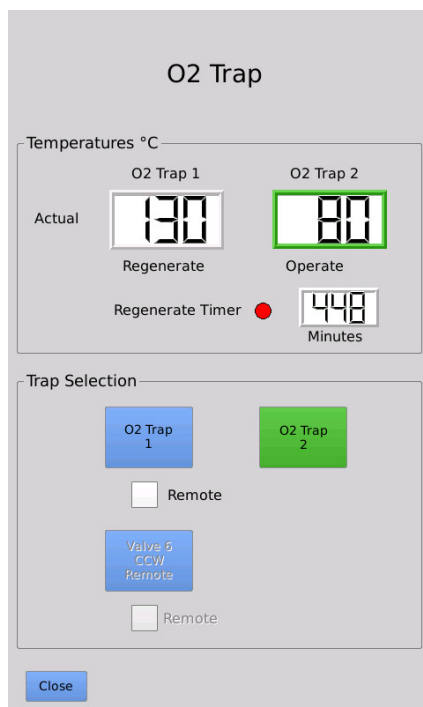 O2 Trap
Temperatures °C
O2 Trap 1 O2 Trap 2
Actual 130 80
Regenerate Operate
Regenerate Timer 448
Minutes
Trap Selection
O2 Trap
1
O2 Trap
2
Remote
Valve 6
CCW
Remote
Remote
Close